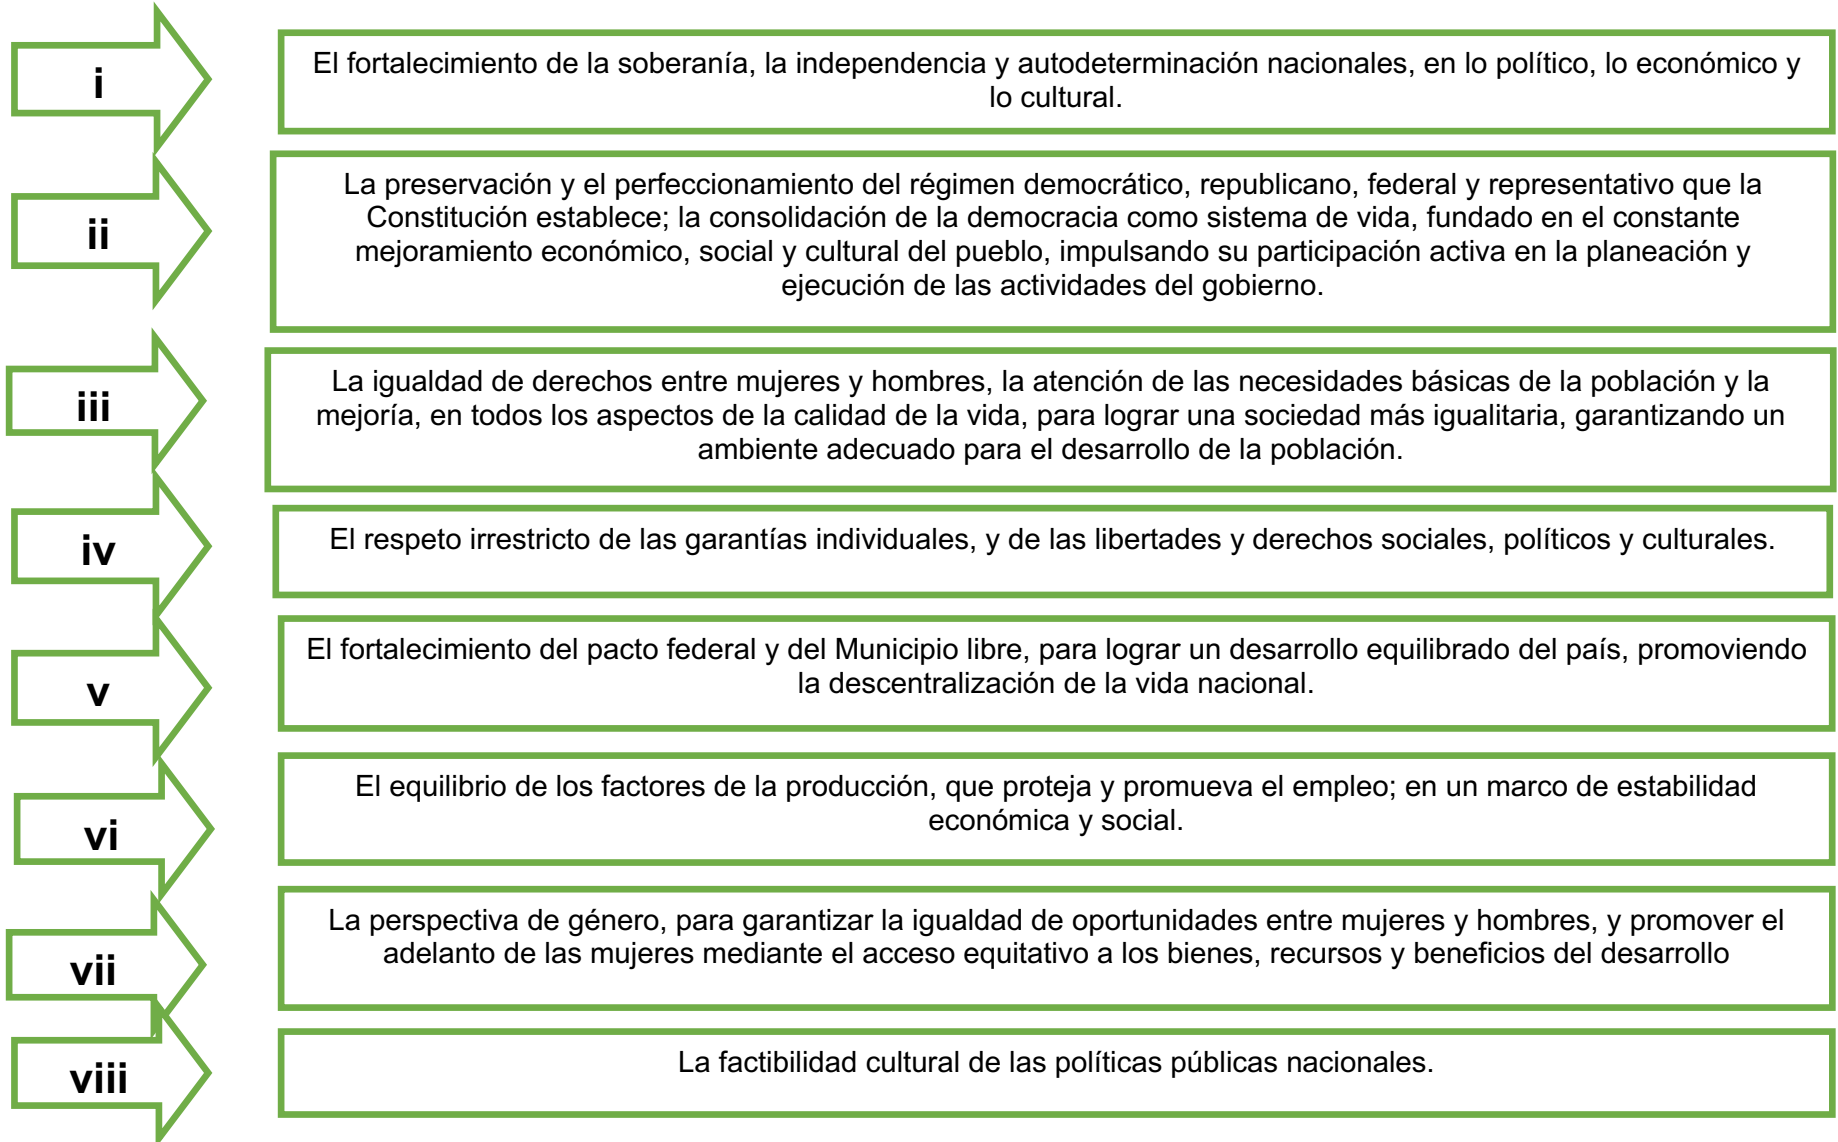 i
El fortalecimiento de la soberanía, la independencia y autodeterminación nacionales, en lo político, lo económico y
lo cultural.
ii
La preservación y el perfeccionamiento del régimen democrático, republicano, federal y representativo que la
Constitución establece; la consolidación de la democracia como sistema de vida, fundado en el constante
mejoramiento económico, social y cultural del pueblo, impulsando su participación activa en la planeación y
ejecución de las actividades del gobierno.
iii
La igualdad de derechos entre mujeres y hombres, la atención de las necesidades básicas de la población y la
mejoría, en todos los aspectos de la calidad de la vida, para lograr una sociedad más igualitaria, garantizando un
ambiente adecuado para el desarrollo de la población.
iv
El respeto irrestricto de las garantías individuales, y de las libertades y derechos sociales, políticos y culturales.
v
El fortalecimiento del pacto federal y del Municipio libre, para lograr un desarrollo equilibrado del país, promoviendo
la descentralización de la vida nacional.
vi
El equilibrio de los factores de la producción, que proteja y promueva el empleo; en un marco de estabilidad
económica y social.
vii
La perspectiva de género, para garantizar la igualdad de oportunidades entre mujeres y hombres, y promover el
adelanto de las mujeres mediante el acceso equitativo a los bienes, recursos y beneficios del desarrollo
viii
La factibilidad cultural de las políticas públicas nacionales.